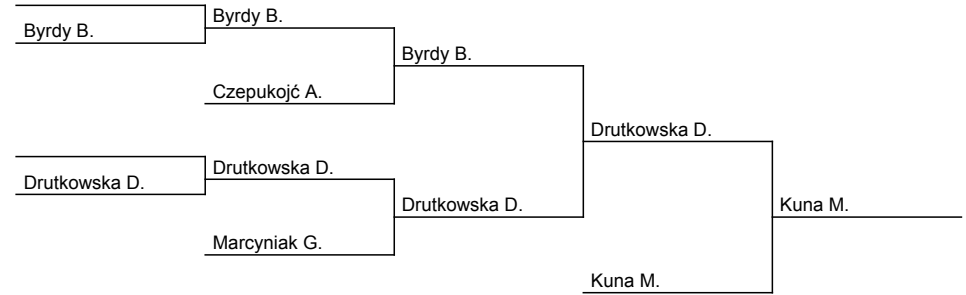 Byrdy B.
Byrdy B.
Byrdy B.
Czepukojć A.
Drutkowska D.
Drutkowska D.
Drutkowska D.
Drutkowska D.
Kuna M.
Marcyniak G.
Kuna M.